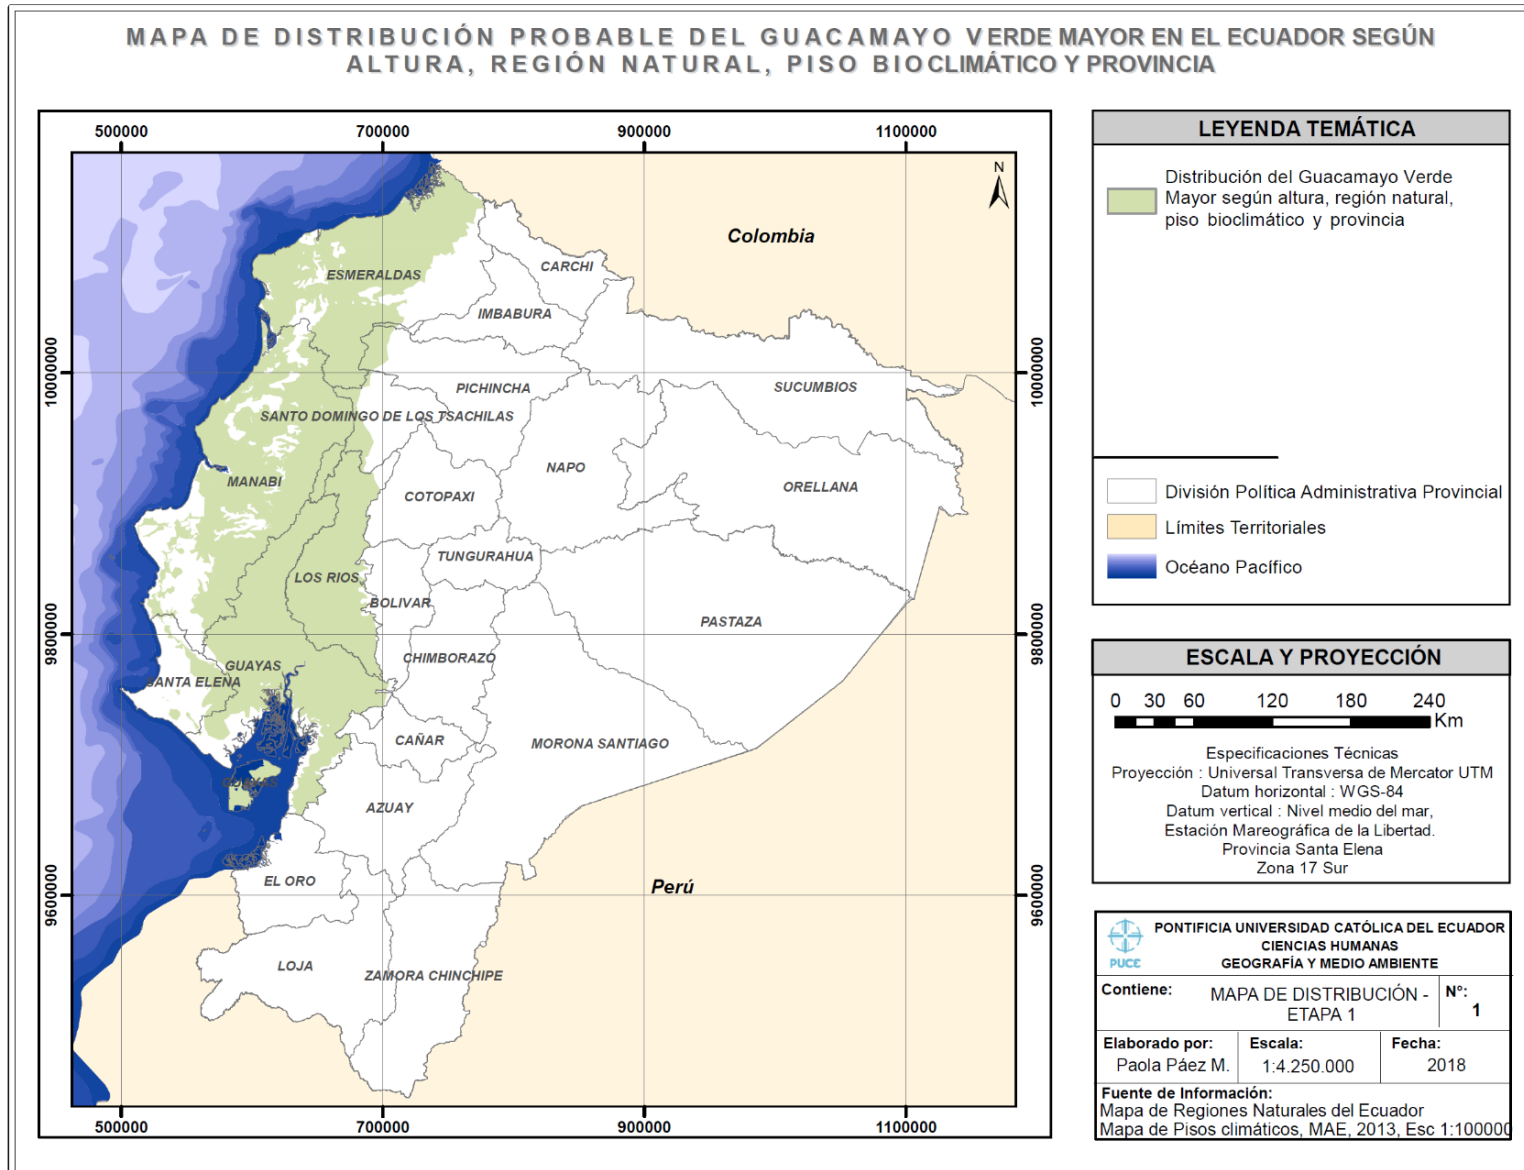 MAPA DE DISTRIBUCIÓN PROBABLE DEL GUACAMAYO VERDE MAYOR EN EL ECUADOR SEGÚN
ALTURA, REGIÓN NATURAL, PISO BIOCLIMÁTICO Y PROVINCIA
500000
700000
900000
1100000
N
Colombia
CARCHI
ESMERALDAS
IMBABURA
10000000
10000000
PICHINCHA
SUCUMBIOS
SANTO DOMINGO DE LOS TSACHILAS
NAPO
MANABI
COTOPAXI
ORELLANA
TUNGURAHUA
LOS RIOS
BOLIVAR
PASTAZA
9800000
9800000
CHIMBORAZO
GUAYAS
SANTA ELENA
CAÑAR
MORONA SANTIAGO
GUAYAS
AZUAY
EL ORO
Perú
9600000
9600000
LOJA
ZAMORA CHINCHIPE
500000
700000
900000
1100000
LEYENDA TEMÁTICA
Distribución del Guacamayo Verde
Mayor según altura, región natural,
piso bioclimático y provincia
División Política Administrativa Provincial
Límites Territoriales
Océano Pacífico
ESCALA Y PROYECCIÓN
0 30 60 120 180 240
Km
Especificaciones Técnicas
Proyección : Universal Transversa de Mercator UTM
Datum horizontal : WGS-84
Datum vertical : Nivel medio del mar,
Estación Mareográfica de la Libertad.
Provincia Santa Elena
Zona 17 Sur
PUCE
PONTIFICIA UNIVERSIDAD CATÓLICA DEL ECUADOR
CIENCIAS HUMANAS
GEOGRAFÍA Y MEDIO AMBIENTE
Contiene:
MAPA DE DISTRIBUCIÓN -
ETAPA 1
N°:
1
Elaborado por:
Paola Páez M.
Escala:
1:4.250.000
Fecha:
2018
Fuente de Información:
Mapa de Regiones Naturales del Ecuador
Mapa de Pisos climáticos, MAE, 2013, Esc 1:100000